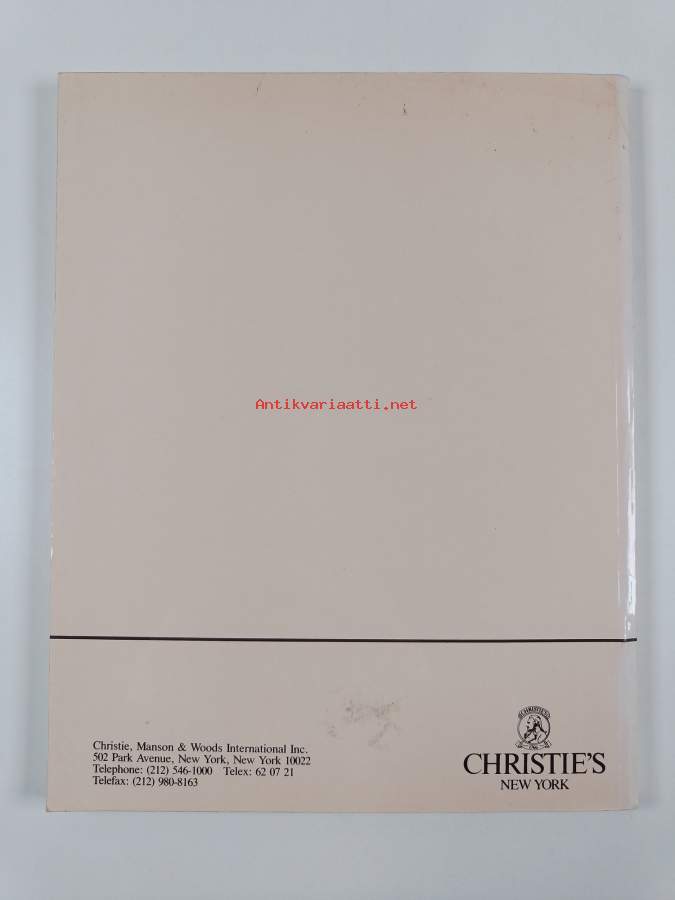 Antikvariaatti.net
Christie, Manson & Woods International Inc.
502 Park Avenue, New York, New York 10022
Telephone: (212) 546-1000 Telex: 62 07 21
Telefax: (212) 980-8163
CHRISTIE'S
CHRISTIE'S
NEW YORK